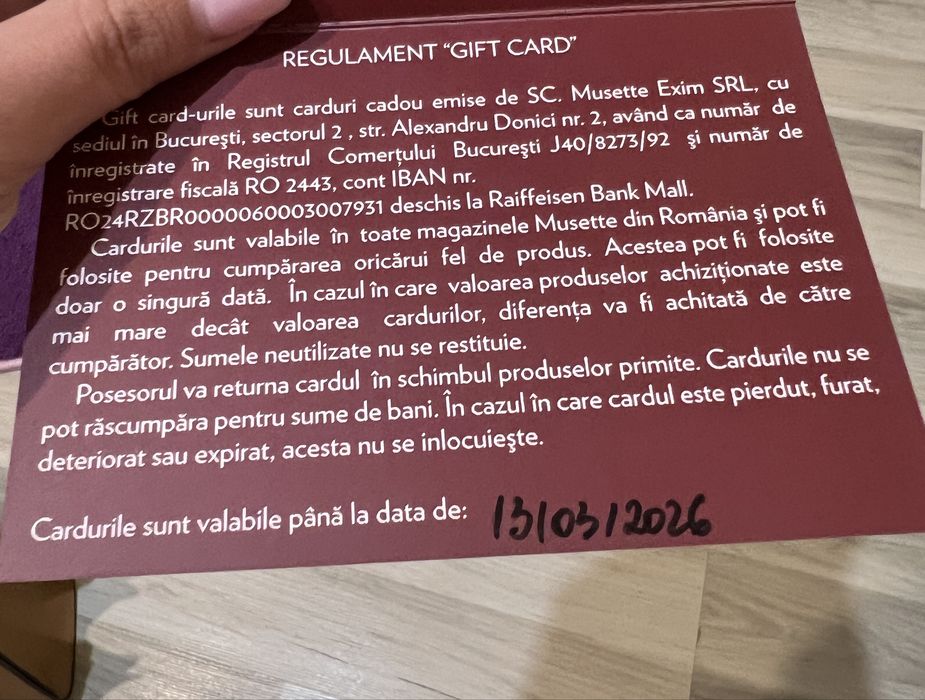 REGULAMENT “GIFT CARD”
Gift card-urile sunt carduri cadou emise de SC. Musette Exim SRL, cu
sediul în Bucureşti, sectorul 2 , str. Alexandru Donici nr. 2, având ca număr de
înregistrate în Registrul Comerţului Bucureşti J40/8273/92 şi număr de
înregistrare fiscală RO 2443, cont IBAN nr.
RO24RZBR0000060003007931 deschis la Raiffeisen Bank Mall.
Cardurile sunt valabile în toate magazinele Musette din România şi pot fi
folosite pentru cumpărarea oricărui fel de produs. Acestea pot fi folosite
doar o singură dată. În cazul în care valoarea produselor achiziţionate este
mai mare decât valoarea cardurilor, diferenţa va fi achitată de către
cumpărător. Sumele neutilizate nu se restituie.
Posesorul va returna cardul în schimbul produselor primite. Cardurile nu se
pot răscumpăra pentru sume de bani. În cazul în care cardul este pierdut, furat,
deteriorat sau expirat, acesta nu se inlocuieşte.
Cardurile sunt valabile până la data de: 13/03/2026